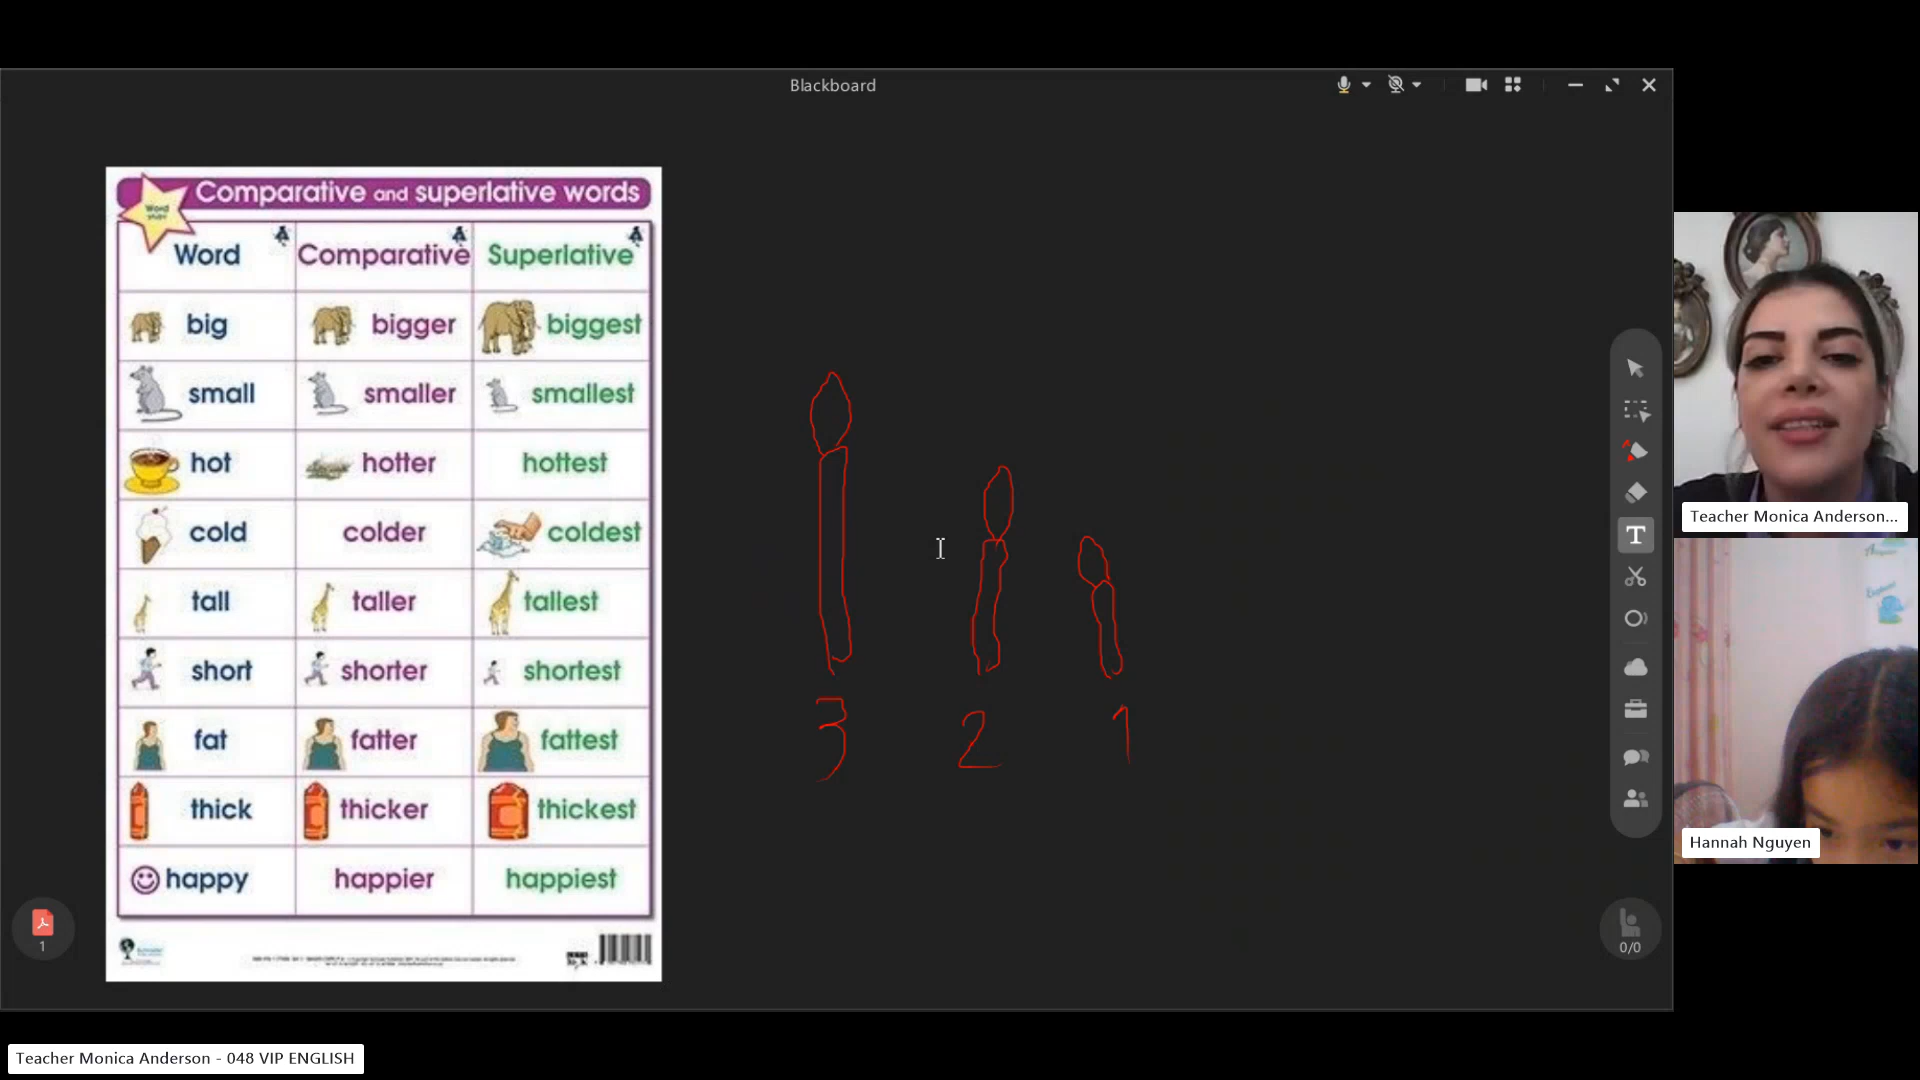 Blackboard
Comparative and superlative words
Word
Comparative
Superlative
big
bigger
biggest
small
smaller
smallest
hot
hotter
hottest
cold
colder
coldest
tall
taller
tallest
short
shorter
shortest
fat
fatter
fattest
thick
thicker
thickest
happy
happier
happiest
3
2
1
T
1
0/0
Teacher Monica Anderson...
Hannah Nguyen
Teacher Monica Anderson - 048 VIP ENGLISH